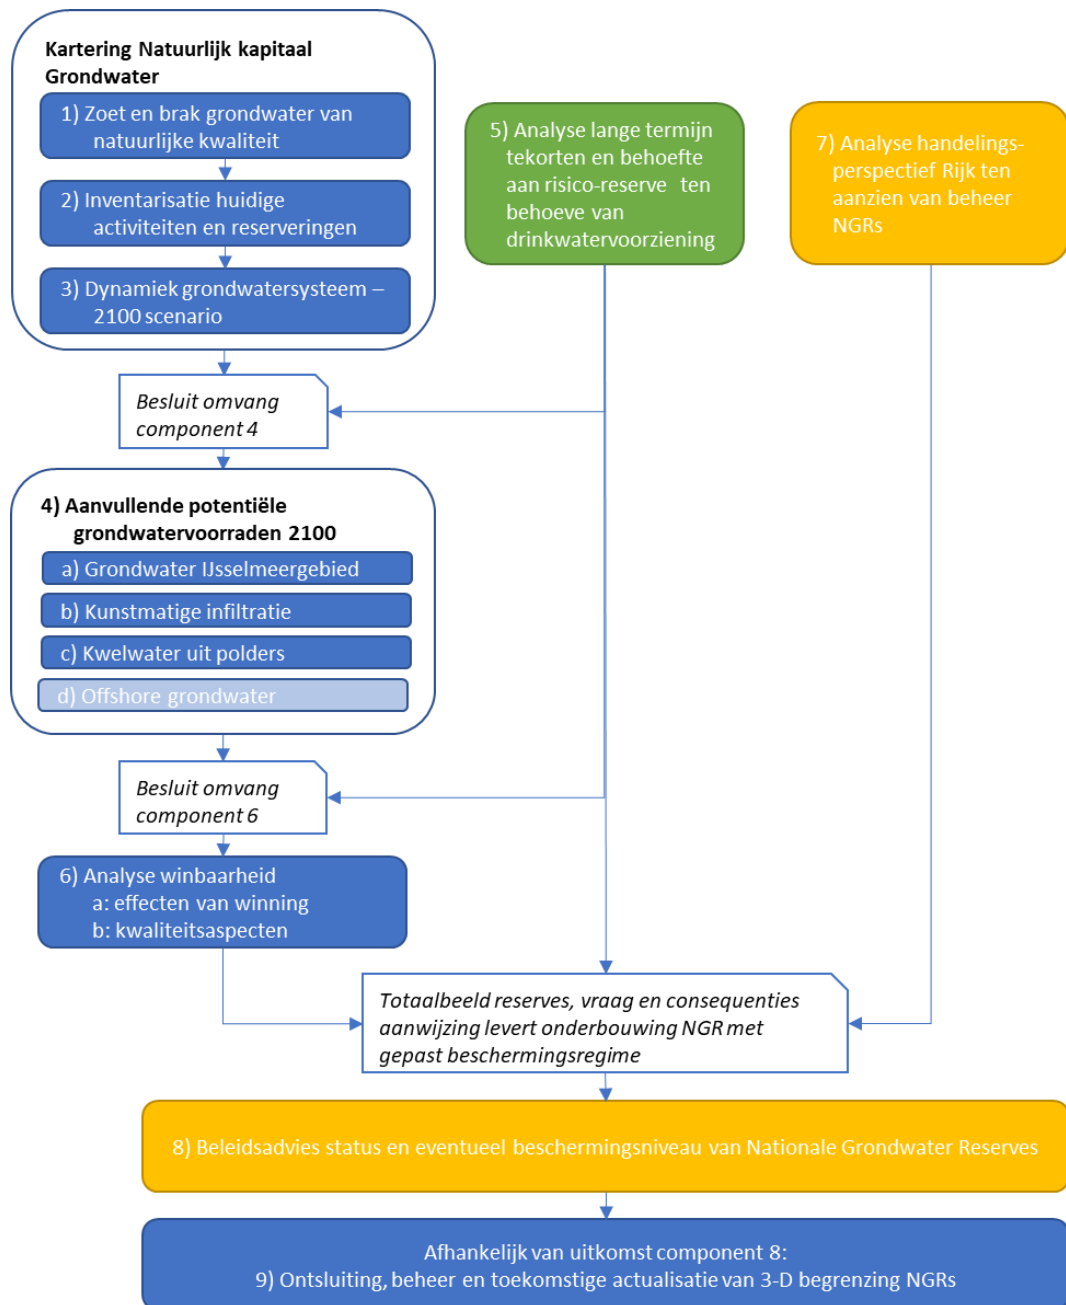 Kartering Natuurlijk kapitaal
Grondwater
1) Zoet en brak grondwater van
natuurlijke kwaliteit
2) Inventarisatie huidige
activiteiten en reserveringen
3) Dynamiek grondwatersysteem –
2100 scenario
5) Analyse lange termijn
tekorten en behoefte
aan risico-reserve ten
behoeve van
drinkwatervoorziening
7) Analyse handelings-
perspectief Rijk ten
aanzien van beheer
NGRs
Besluit omvang
component 4
4) Aanvullende potentiële
grondwatervoorraden 2100
a) Grondwater IJsselmeergebied
b) Kunstmatige infiltratie
c) Kwelwater uit polders
d) Offshore grondwater
Besluit omvang
component 6
6) Analyse winbaarheid
a: effecten van winning
b: kwaliteitsaspecten
Totaalbeeld reserves, vraag en consequenties
aanwijzing levert onderbouwing NGR met
gepast beschermingsregime
8) Beleidsadvies status en eventueel beschermingsniveau van Nationale Grondwater Reserves
Afhankelijk van uitkomst component 8:
9) Ontsluiting, beheer en toekomstige actualisatie van 3-D begrenzing NGRs